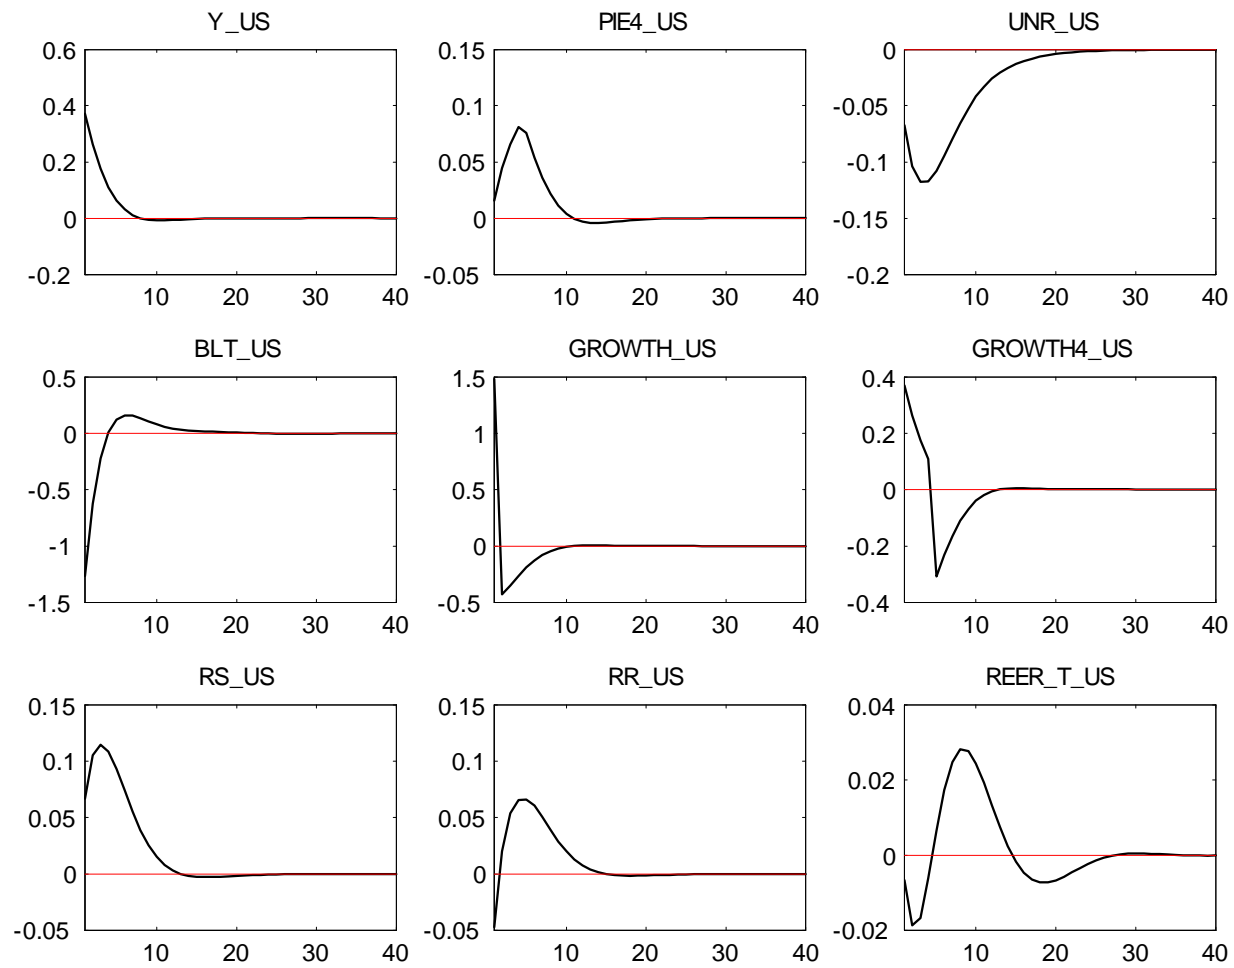 Y_US PIE4_US UNR_US
0.6 0.15 0
0.4 0.1 -0.05
0.2 0.05 -0.1
0 0 -0.15
-0.2 -0.05 -0.2
10 20 30 40 10 20 30 40 10 20 30 40
BLT_US GROWTH_US GROWTH4_US
0.5 1.5 0.4
0 1 0.2
-0.5 0.5 0
-1 0 -0.2
-1.5 -0.5 -0.4
10 20 30 40 10 20 30 40 10 20 30 40
RS_US RR_US REER_T_US
0.15 0.15 0.04
0.1 0.1 0.02
0.05 0.05 0
0 0 -0.02
-0.05 -0.05
10 20 30 40 10 20 30 40 10 20 30 40